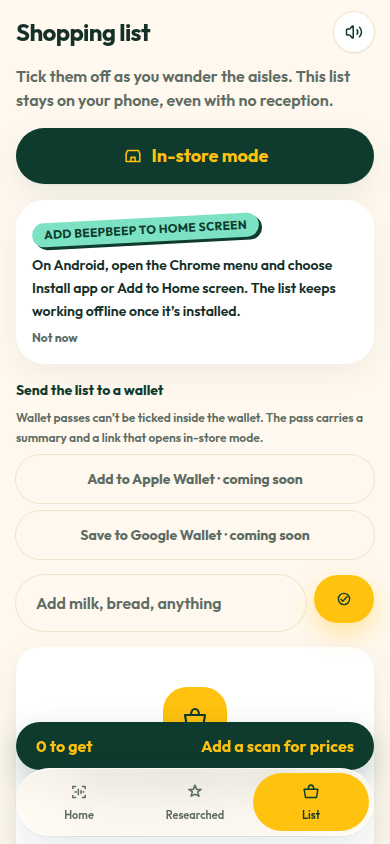 Shopping list
Tick them off as you wander the aisles. This list
stays on your phone, even with no reception.
In-store mode
ADD BEEPBEEP TO HOME SCREEN
On Android, open the Chrome menu and choose
Install app or Add to Home screen. The list keeps
working offline once it's installed.
Not now
Send the list to a wallet
Wallet passes can't be ticked inside the wallet. The pass carries a
summary and a link that opens in-store mode.
Add to Apple Wallet · coming soon
Save to Google Wallet · coming soon
Add milk, bread, anything
0 to get
Add a scan for prices
Home
Researched
List